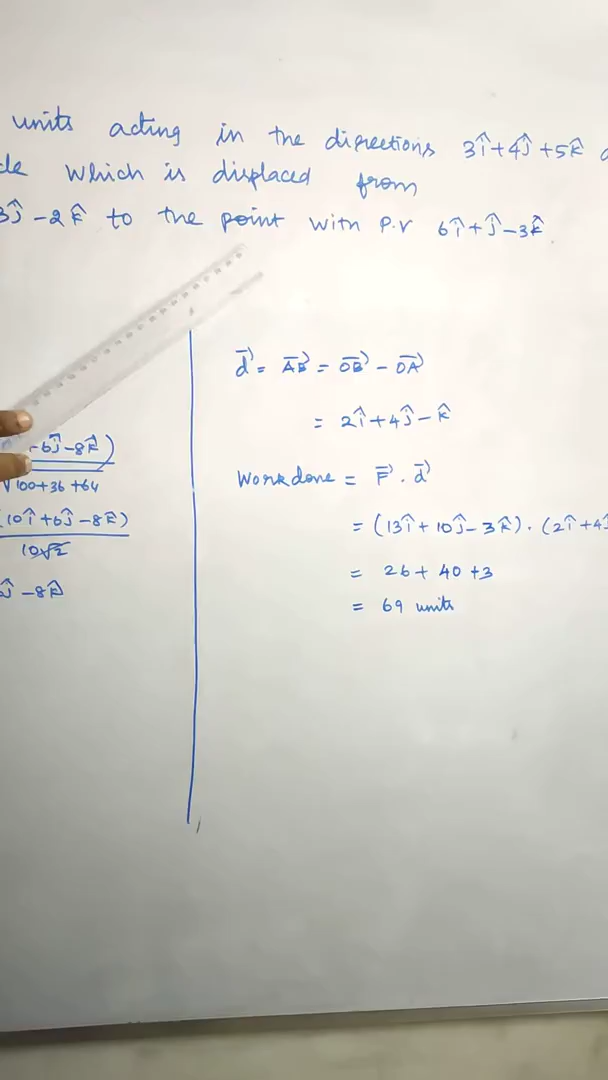 units acting in the directions 3î+4ĵ+5k̂
which is displaced from
3ĵ-2k̂ to the point with P.V 6î+ĵ-3k̂.
-6ĵ-8k̂)
√100+36+64
(10î+6ĵ-8k̂)
10√2
ĵ-8k̂
d⃗ = AB⃗ = OB⃗ - OA⃗
= 2î+4ĵ-k̂
Work done = F⃗ . d⃗
= (13î+10ĵ-3k̂) . (2î+4ĵ
= 26+ 40 +3
= 69 units